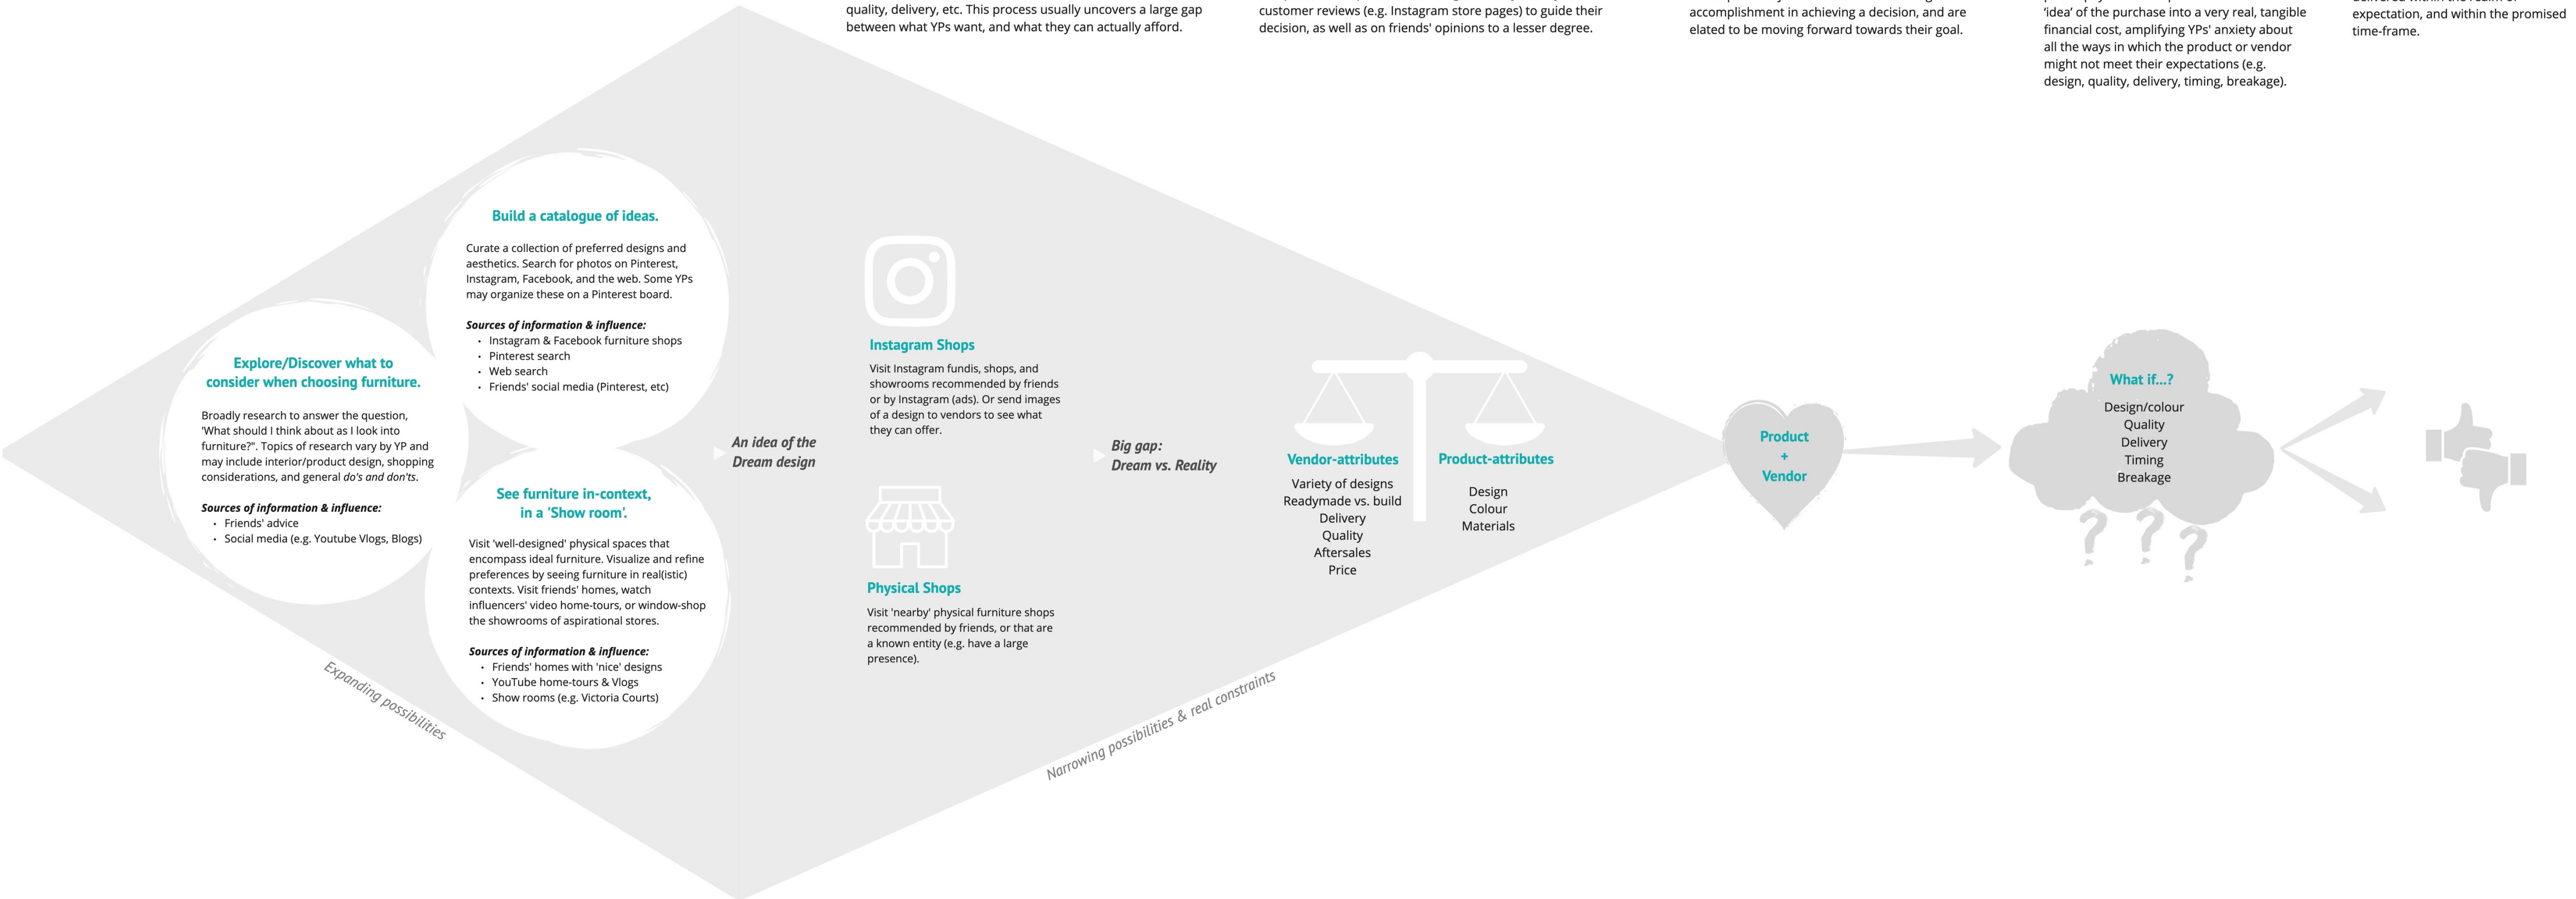 quality, delivery, etc. This process usually uncovers a large gap
between what YPs want, and what they can actually afford.
customer reviews (e.g. Instagram store pages) to guide their
decision, as well as on friends' opinions to a lesser degree.
accomplishment in achieving a decision, and are
elated to be moving forward towards their goal.
'idea' of the purchase into a very real, tangible
financial cost, amplifying YPs' anxiety about
all the ways in which the product or vendor
might not meet their expectations (e.g.
design, quality, delivery, timing, breakage).
expectation, and within the promised
time-frame.
Explore/Discover what to
consider when choosing furniture.
Broadly research to answer the question,
'What should I think about as I look into
furniture?". Topics of research vary by YP and
may include interior/product design, shopping
considerations, and general do's and don'ts.
Sources of information & influence:
• Friends' advice
• Social media (e.g. Youtube Vlogs, Blogs)
Build a catalogue of ideas.
Curate a collection of preferred designs and
aesthetics. Search for photos on Pinterest,
Instagram, Facebook, and the web. Some YPs
may organize these on a Pinterest board.
Sources of information & influence:
• Instagram & Facebook furniture shops
• Pinterest search
• Web search
• Friends' social media (Pinterest, etc)
See furniture in-context,
in a 'Show room'.
Visit 'well-designed' physical spaces that
encompass ideal furniture. Visualize and refine
preferences by seeing furniture in real(istic)
contexts. Visit friends' homes, watch
influencers' video home-tours, or window-shop
the showrooms of aspirational stores.
Sources of information & influence:
• Friends' homes with 'nice' designs
• YouTube home-tours & Vlogs
• Show rooms (e.g. Victoria Courts)
Expanding possibilities
An idea of the
Dream design
Instagram Shops
Visit Instagram fundis, shops, and
showrooms recommended by friends
or by Instagram (ads). Or send images
of a design to vendors to see what
they can offer.
Physical Shops
Visit 'nearby' physical furniture shops
recommended by friends, or that are
a known entity (e.g. have a large
presence).
Big gap:
Dream vs. Reality
Narrowing possibilities & real constraints
Vendor-attributes
Variety of designs
Readymade vs. build
Delivery
Quality
Aftersales
Price
Product-attributes
Design
Colour
Materials
Product
+
Vendor
What if...?
Design/colour
Quality
Delivery
Timing
Breakage
? ? ?